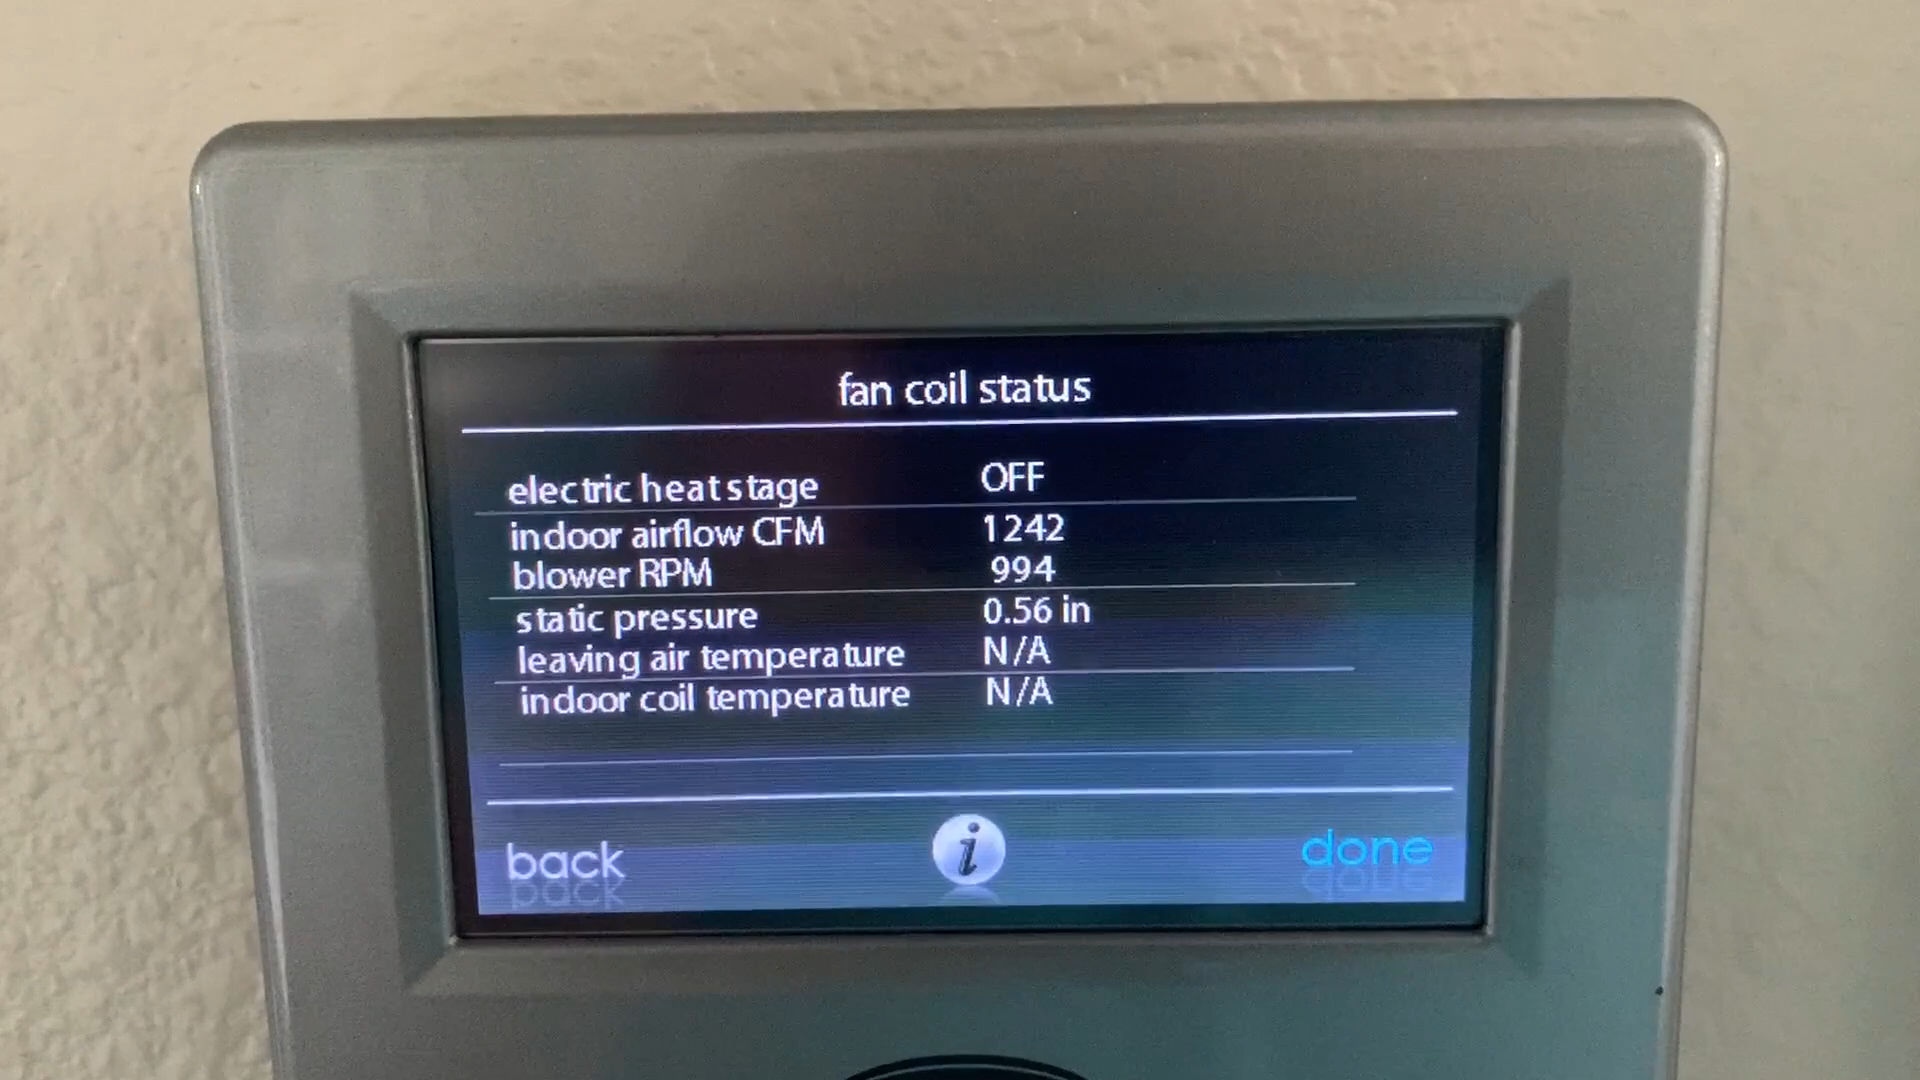 fan coil status
electric heat stage OFF
indoor airflow CFM 1242
blower RPM 994
static pressure 0.56 in
leaving air temperature N/A
indoor coil temperature N/A
back i done